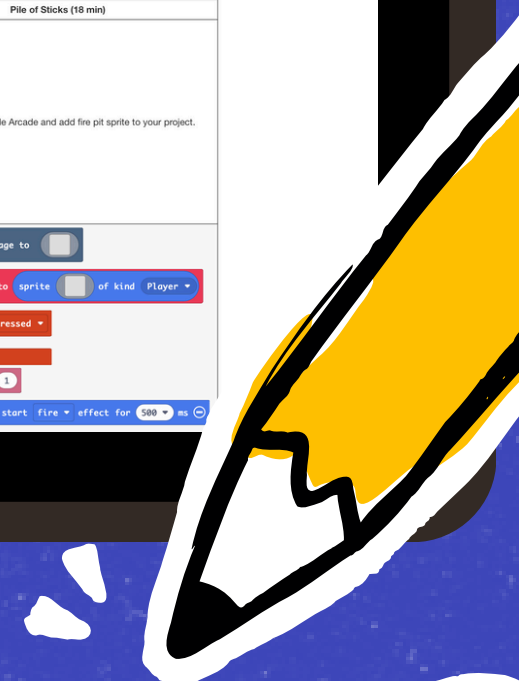 Pile of Sticks (18 min)
le Arcade and add fire pit sprite to your project.
age to
to sprite of kind Player
ressed
1
start fire effect for 500 ms